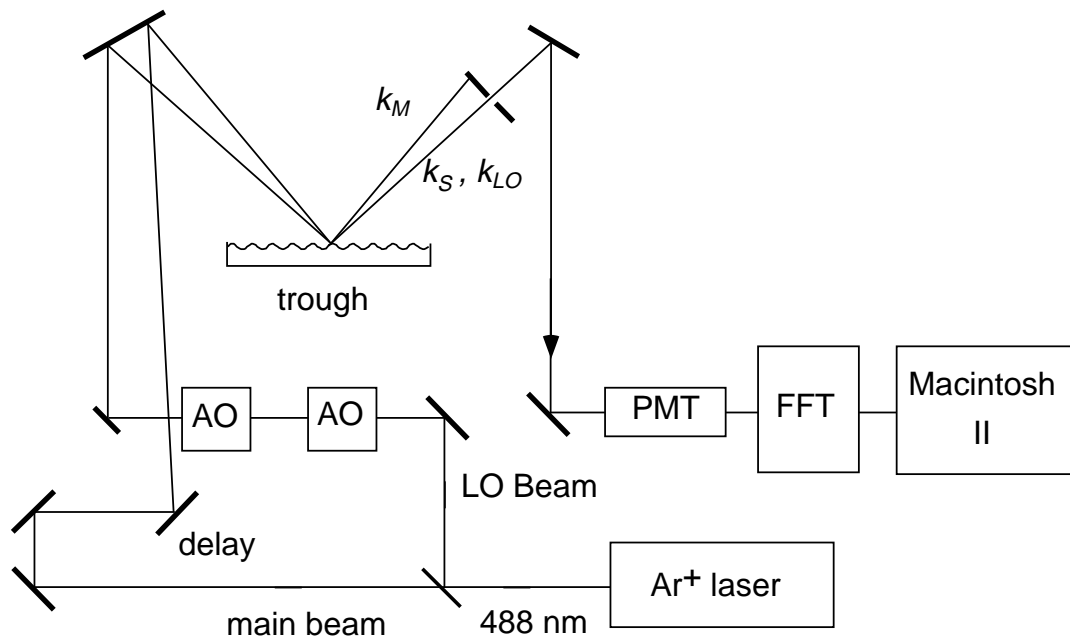 k_M
k_S , k_LO
trough
AO
AO
PMT
FFT
Macintosh
II
LO Beam
delay
Ar+ laser
main beam
488 nm